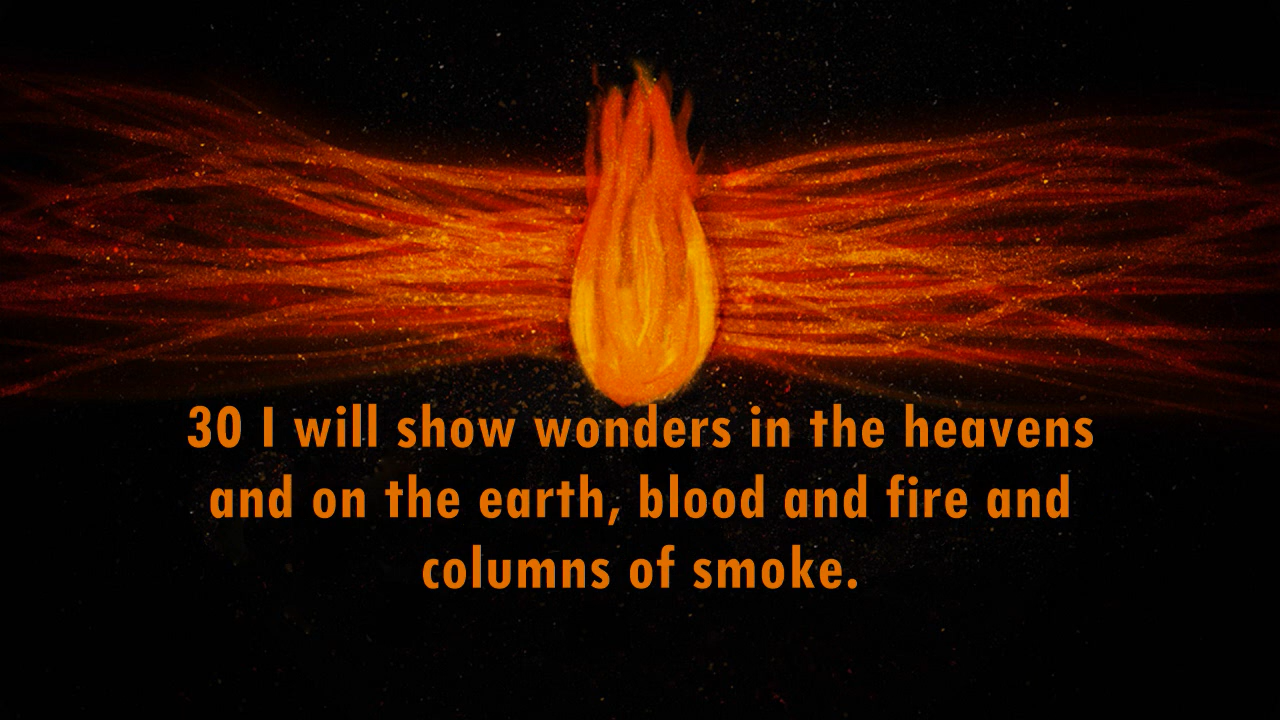 30 I will show wonders in the heavens
and on the earth, blood and fire and
columns of smoke.